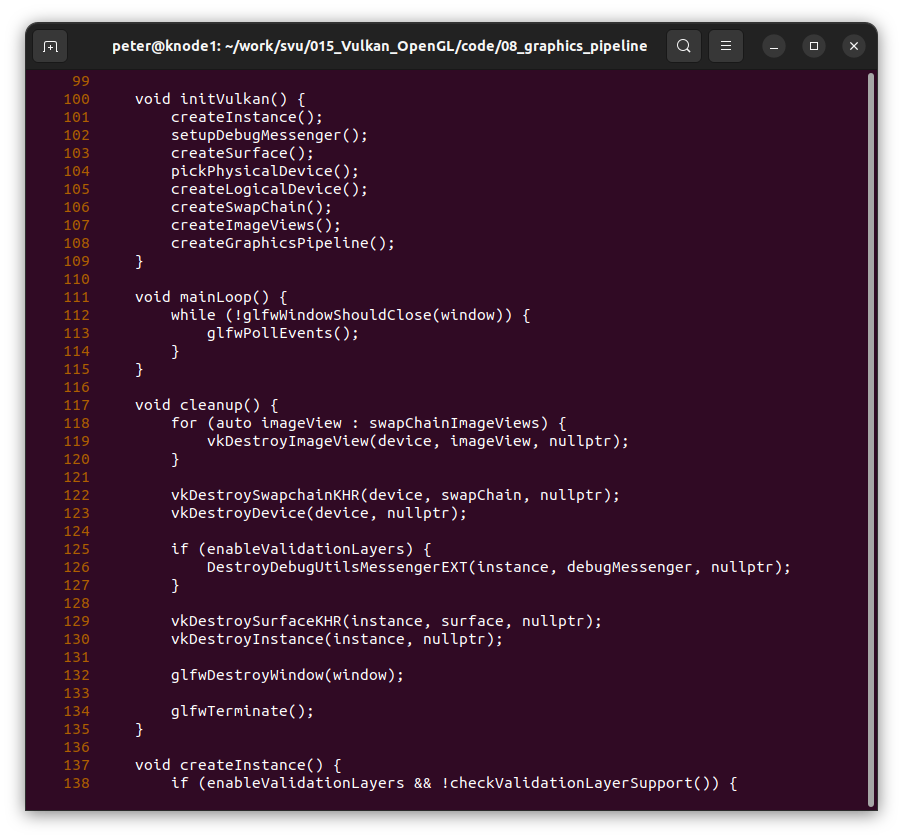 peter@knode1: ~/work/svu/015_Vulkan_OpenGL/code/08_graphics_pipeline
99
100     void initVulkan() {
101         createInstance();
102         setupDebugMessenger();
103         createSurface();
104         pickPhysicalDevice();
105         createLogicalDevice();
106         createSwapChain();
107         createImageViews();
108         createGraphicsPipeline();
109     }
110
111     void mainLoop() {
112         while (!glfwWindowShouldClose(window)) {
113             glfwPollEvents();
114         }
115     }
116
117     void cleanup() {
118         for (auto imageView : swapChainImageViews) {
119             vkDestroyImageView(device, imageView, nullptr);
120         }
121
122         vkDestroySwapchainKHR(device, swapChain, nullptr);
123         vkDestroyDevice(device, nullptr);
124
125         if (enableValidationLayers) {
126             DestroyDebugUtilsMessengerEXT(instance, debugMessenger, nullptr);
127         }
128
129         vkDestroySurfaceKHR(instance, surface, nullptr);
130         vkDestroyInstance(instance, nullptr);
131
132         glfwDestroyWindow(window);
133
134         glfwTerminate();
135     }
136
137     void createInstance() {
138         if (enableValidationLayers && !checkValidationLayerSupport()) {